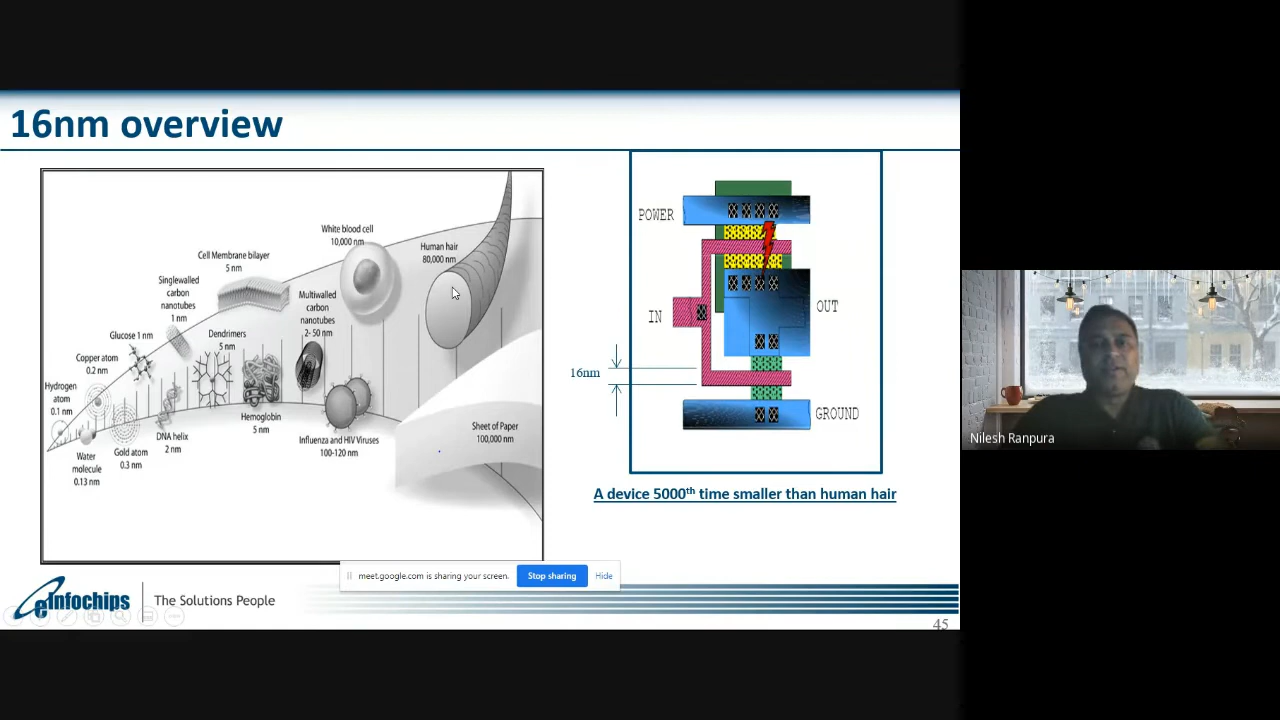 16nm overview
White blood cell
10,000 nm
Human hair
80,000 nm
Cell Membrane bilayer
5 nm
Singlewalled
carbon
nanotubes
1 nm
Multiwalled
carbon
nanotubes
2- 50 nm
Glucose 1 nm
Dendrimers
5 nm
Copper atom
0.2 nm
Hydrogen
atom
0.1 nm
Hemoglobin
5 nm
DNA helix
2 nm
Gold atom
0.3 nm
Water
molecule
0.13 nm
Influenza and HIV Viruses
100-120 nm
Sheet of Paper
100,000 nm
POWER
IN
OUT
16nm
GROUND
A device 5000th time smaller than human hair
meet.google.com is sharing your screen.
Stop sharing
Hide
eInfochips
The Solutions People
45
Nilesh Ranpura